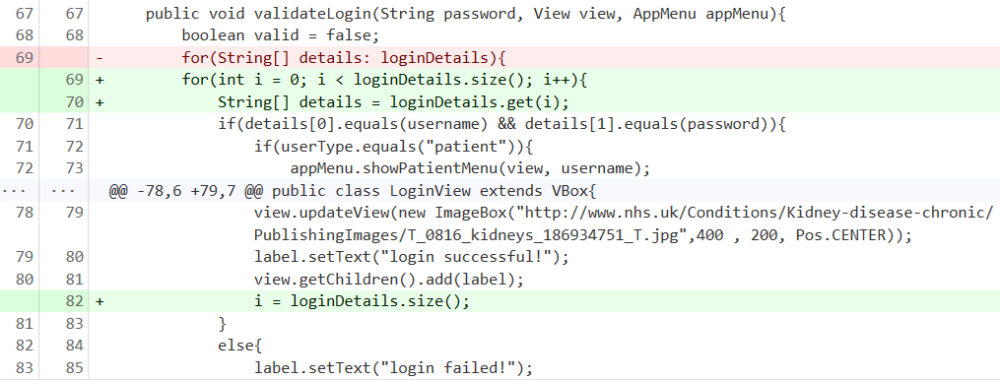 67 67 public void validateLogin(String password, View view, AppMenu appMenu){
68 68 boolean valid = false;
69 - for(String[] details: loginDetails){
69 + for(int i = 0; i < loginDetails.size(); i++){
70 + String[] details = loginDetails.get(i);
70 71 if(details[0].equals(username) && details[1].equals(password)){
71 72 if(userType.equals("patient")){
72 73 appMenu.showPatientMenu(view, username);
... ... @@ -78,6 +79,7 @@ public class LoginView extends VBox{
78 79 view.updateView(new ImageBox("http://www.nhs.uk/Conditions/Kidney-disease-chronic/
PublishingImages/T_0816_kidneys_186934751_T.jpg",400 , 200, Pos.CENTER));
79 80 label.setText("login successful!");
80 81 view.getChildren().add(label);
82 + i = loginDetails.size();
81 83 }
82 84 else{
83 85 label.setText("login failed!");